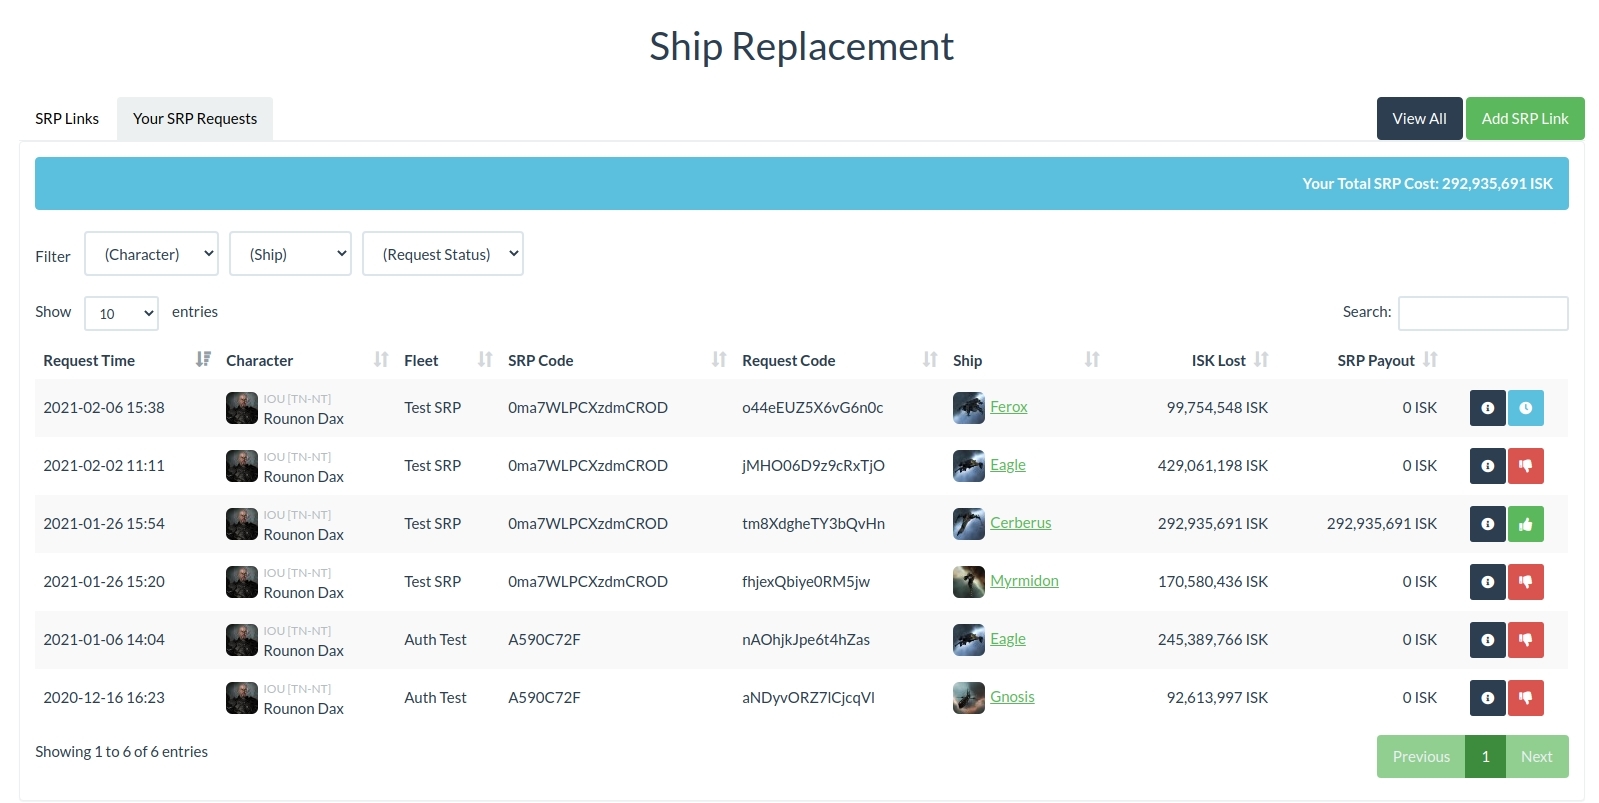 Ship Replacement
SRP Links Your SRP Requests View All Add SRP Link
Your Total SRP Cost: 292,935,691 ISK
Filter (Character) (Ship) (Request Status)
Show 10 entries Search:
Request Time Character Fleet SRP Code Request Code Ship ISK Lost SRP Payout
IOU [TN-NT]
2021-02-06 15:38 Rounon Dax Test SRP 0ma7WLPCXzdmCROD o44eEUZ5X6vG6n0c Ferox 99,754,548 ISK 0 ISK
IOU [TN-NT]
2021-02-02 11:11 Rounon Dax Test SRP 0ma7WLPCXzdmCROD jMHO06D9z9cRxTjO Eagle 429,061,198 ISK 0 ISK
IOU [TN-NT]
2021-01-26 15:54 Rounon Dax Test SRP 0ma7WLPCXzdmCROD tm8XdgheTY3bQvHn Cerberus 292,935,691 ISK 292,935,691 ISK
IOU [TN-NT]
2021-01-26 15:20 Rounon Dax Test SRP 0ma7WLPCXzdmCROD fhjexQbiye0RM5jw Myrmidon 170,580,436 ISK 0 ISK
IOU [TN-NT]
2021-01-06 14:04 Rounon Dax Auth Test A590C72F nAOhjkJpe6t4hZas Eagle 245,389,766 ISK 0 ISK
IOU [TN-NT]
2020-12-16 16:23 Rounon Dax Auth Test A590C72F aNDyvORZ7lCjcqVl Gnosis 92,613,997 ISK 0 ISK
Showing 1 to 6 of 6 entries Previous 1 Next